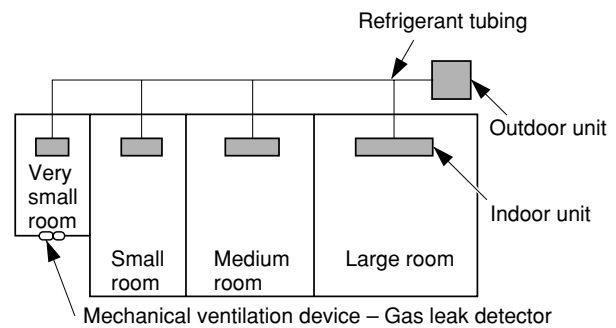 Refrigerant tubing
Outdoor unit
Very
small
room
Indoor unit
Small
room
Medium
room
Large room
Mechanical ventilation device – Gas leak detector